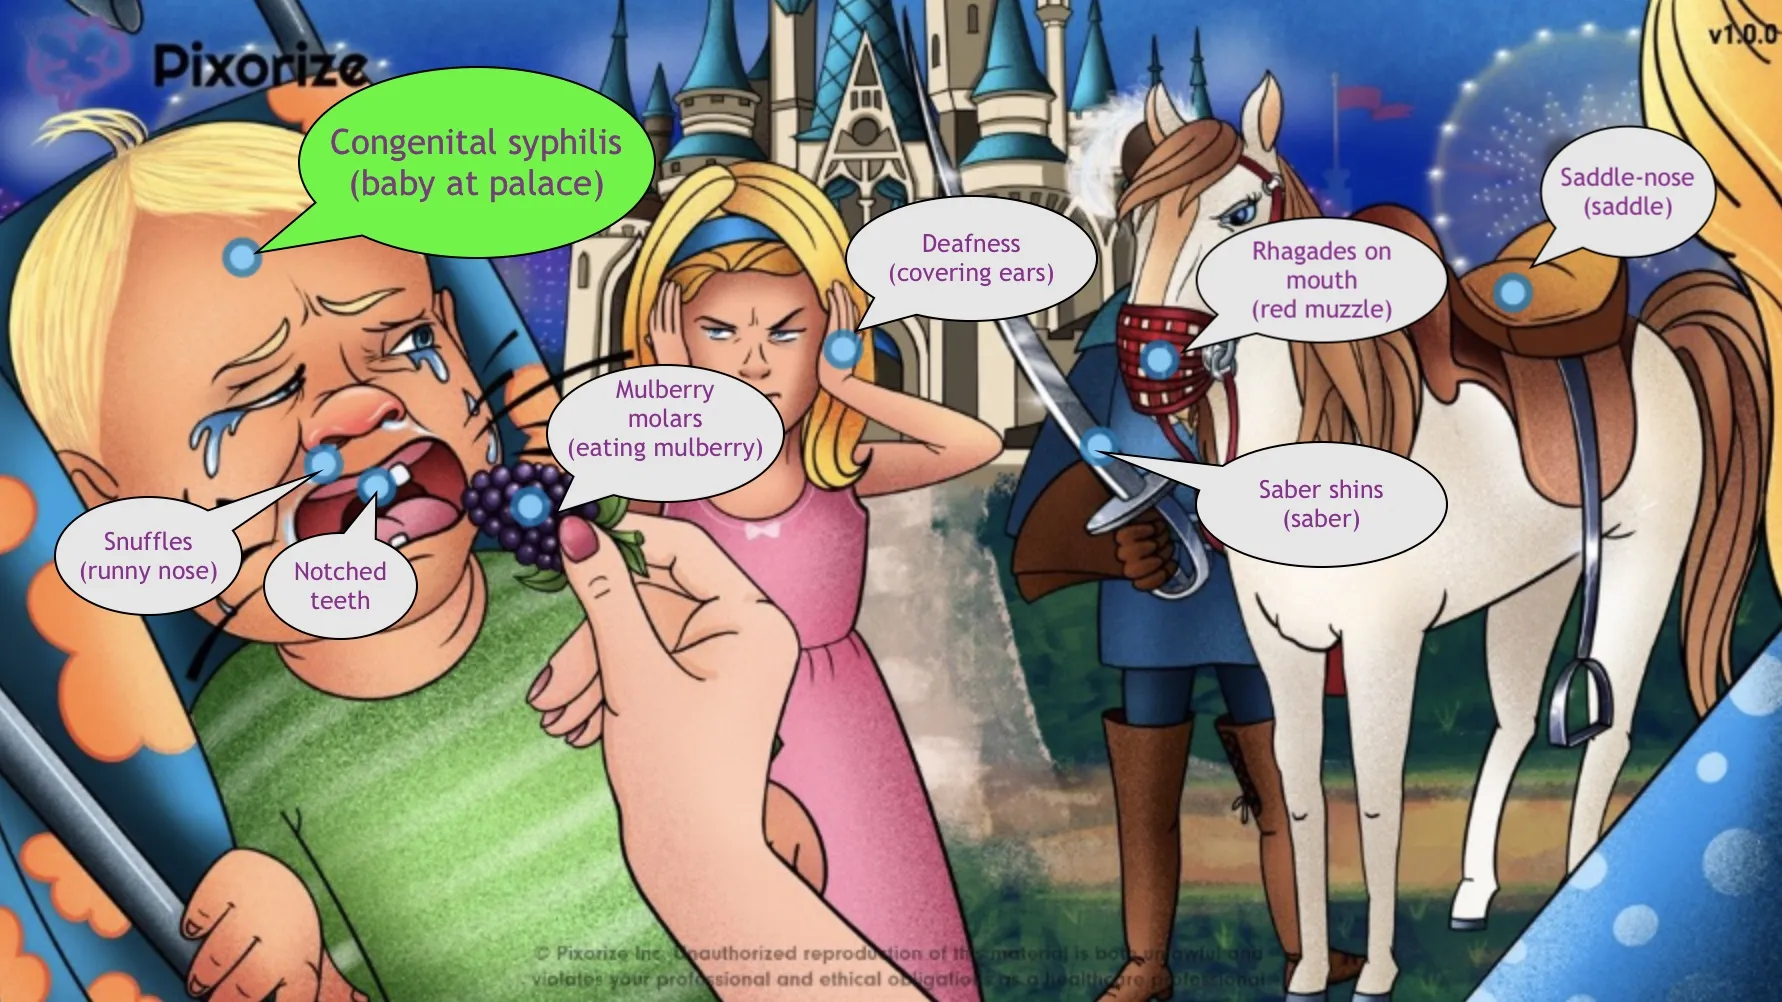 Pixorize
v1.0.0
Congenital syphilis
(baby at palace)
Saddle-nose
(saddle)
Deafness
(covering ears)
Rhagades on
mouth
(red muzzle)
Mulberry
molars
(eating mulberry)
Saber shins
(saber)
Snuffles
(runny nose)
Notched
teeth
© Pixorize Inc. Unauthorized reproduction of this material is both unlawful and
violates your professional and ethical obligations as a healthcare professional